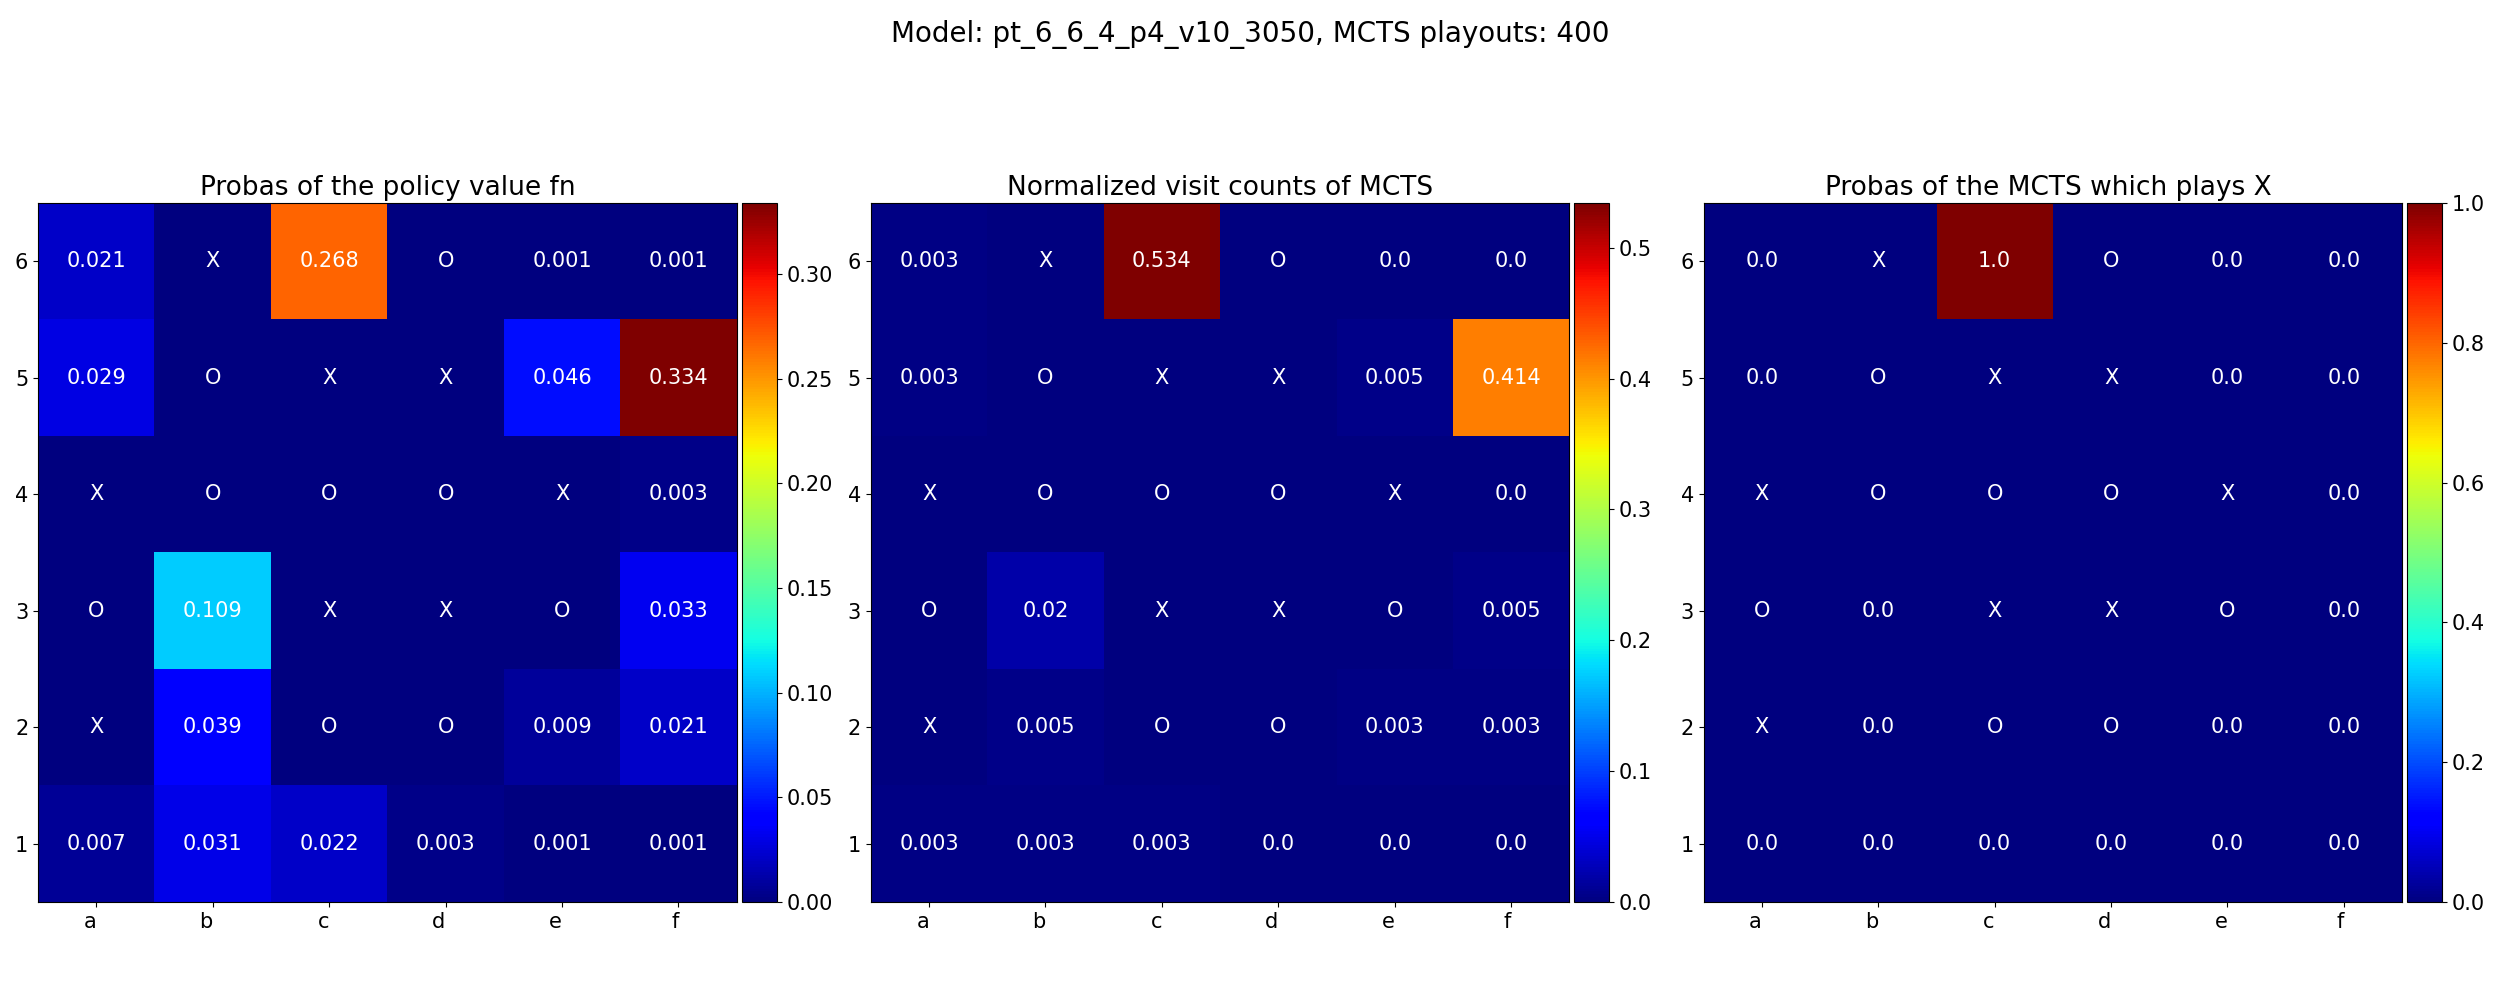 Model: pt_6_6_4_p4_v10_3050, MCTS playouts: 400
Probas of the policy value fn
6 0.021 X 0.268 O 0.001 0.001
5 0.029 O X X 0.046 0.334
4 X O O O X 0.003
3 O 0.109 X X O 0.033
2 X 0.039 O O 0.009 0.021
1 0.007 0.031 0.022 0.003 0.001 0.001
a b c d e f
0.30
0.25
0.20
0.15
0.10
0.05
0.00
Normalized visit counts of MCTS
6 0.003 X 0.534 O 0.0 0.0
5 0.003 O X X 0.005 0.414
4 X O O O X 0.0
3 O 0.02 X X O 0.005
2 X 0.005 O O 0.003 0.003
1 0.003 0.003 0.003 0.0 0.0 0.0
a b c d e f
0.5
0.4
0.3
0.2
0.1
0.0
Probas of the MCTS which plays X
6 0.0 X 1.0 O 0.0 0.0
5 0.0 O X X 0.0 0.0
4 X O O O X 0.0
3 O 0.0 X X O 0.0
2 X 0.0 O O 0.0 0.0
1 0.0 0.0 0.0 0.0 0.0 0.0
a b c d e f
1.0
0.8
0.6
0.4
0.2
0.0